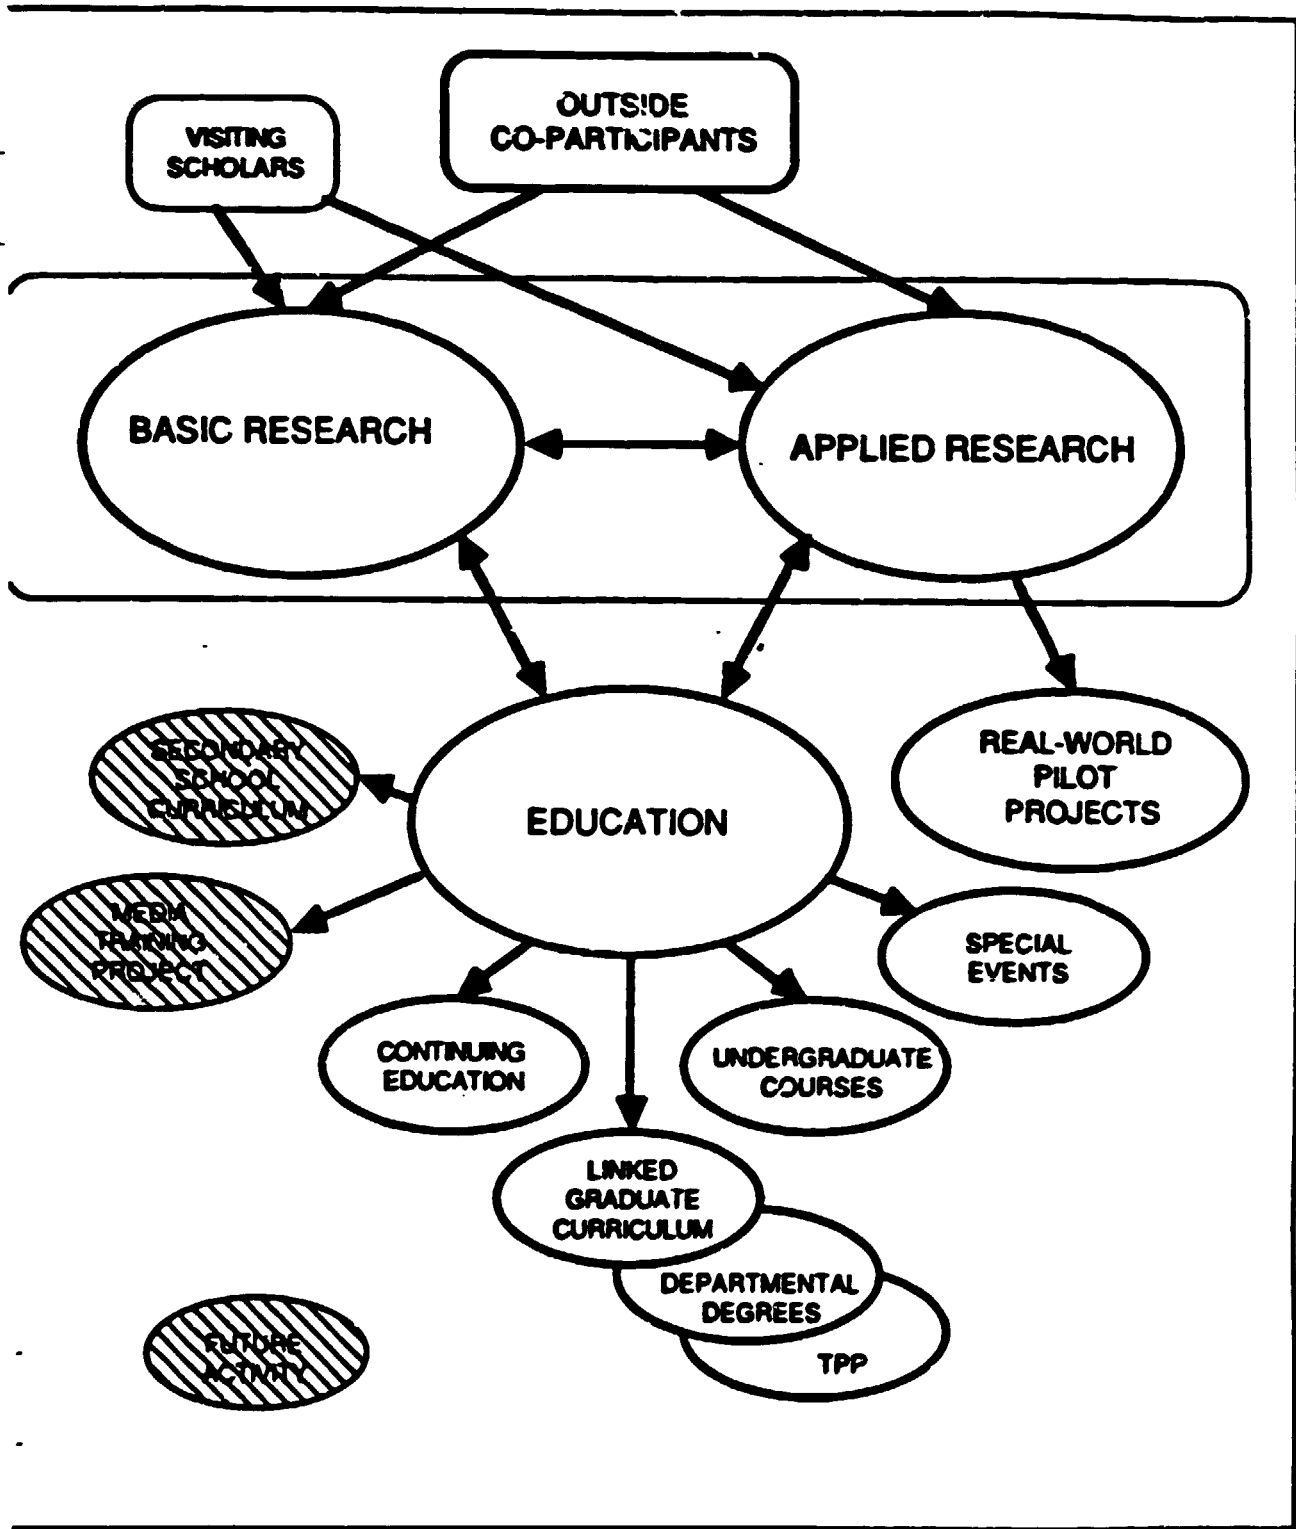 OUTSIDE
CO-PARTICIPANTS
VISITING
SCHOLARS
BASIC RESEARCH
APPLIED RESEARCH
SECONDARY
SCHOOL
CURRICULUM
EDUCATION
REAL-WORLD
PILOT
PROJECTS
MEDIA
TRAINING
PROJECT
SPECIAL
EVENTS
CONTINUING
EDUCATION
UNDERGRADUATE
COURSES
LINKED
GRADUATE
CURRICULUM
DEPARTMENTAL
DEGREES
FUTURE
ACTIVITY
TPP